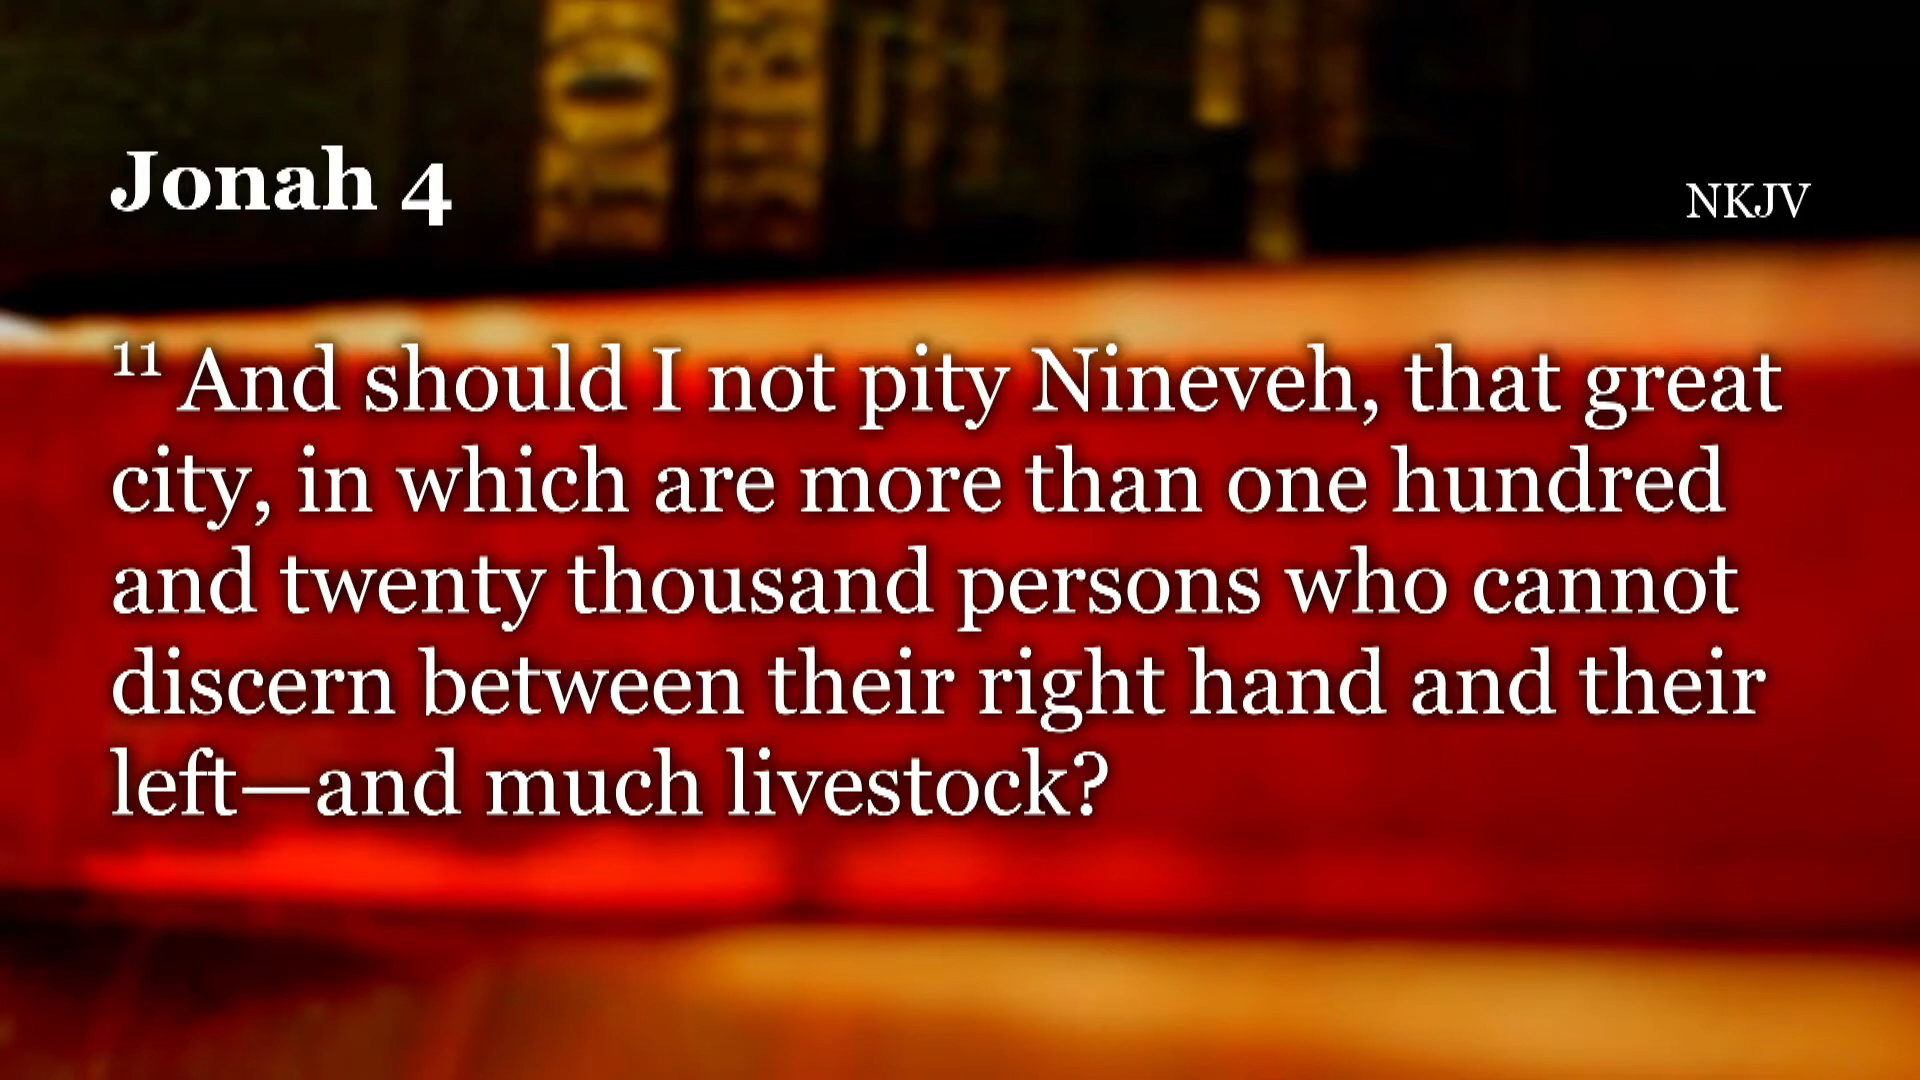 Jonah 4
NKJV
11 And should I not pity Nineveh, that great
city, in which are more than one hundred
and twenty thousand persons who cannot
discern between their right hand and their
left—and much livestock?